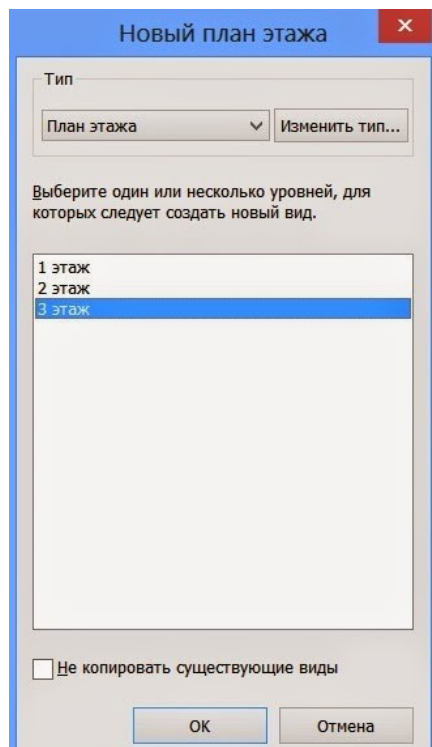 Новый план этажа
Тип
План этажа
Изменить тип...
Выберите один или несколько уровней, для
которых следует создать новый вид.
1 этаж
2 этаж
3 этаж
Не копировать существующие виды
ОК
Отмена